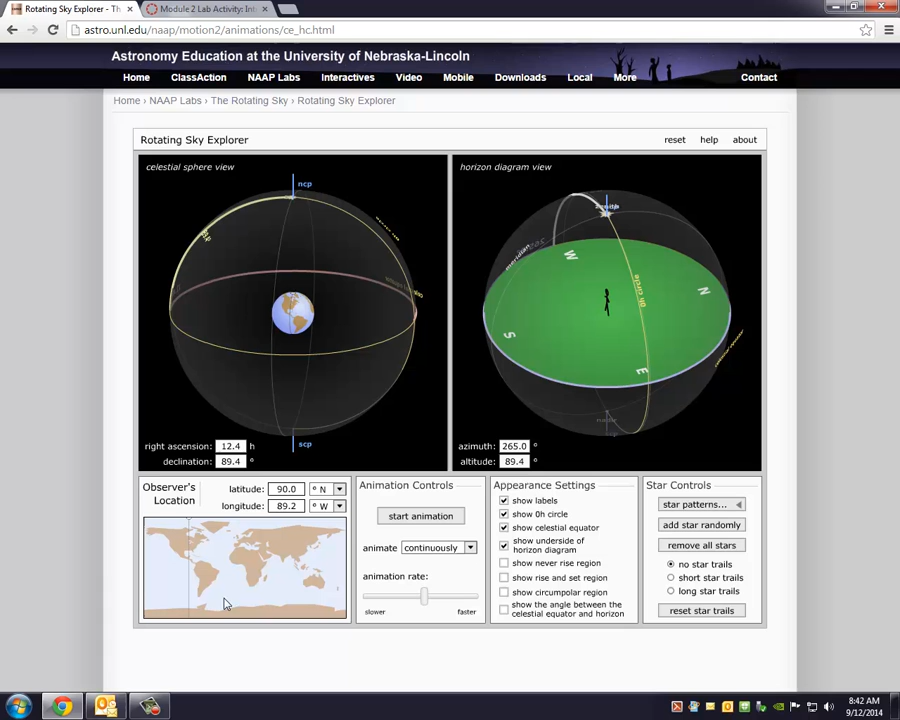 Rotating Sky Explorer - Th
Module 2 Lab Activity: Int
astro.unl.edu/naap/motion2/animations/ce_hc.html
Astronomy Education at the University of Nebraska-Lincoln
Home ClassAction NAAP Labs Interactives Video Mobile Downloads Local More Contact
Home › NAAP Labs › The Rotating Sky › Rotating Sky Explorer
Rotating Sky Explorer
reset help about
celestial sphere view
ncp
scp
right ascension: 12.4 h
declination: 89.4 º
horizon diagram view
meridian
W
N
S
E
0h circle
azimuth: 265.0 º
altitude: 89.4 º
Observer's Location
latitude: 90.0 º N
longitude: 89.2 º W
Animation Controls
start animation
animate continuously
animation rate:
slower faster
Appearance Settings
show labels
show 0h circle
show celestial equator
show underside of
horizon diagram
show never rise region
show rise and set region
show circumpolar region
show the angle between the
celestial equator and horizon
Star Controls
star patterns...
add star randomly
remove all stars
no star trails
short star trails
long star trails
reset star trails
8:42 AM
9/12/2014